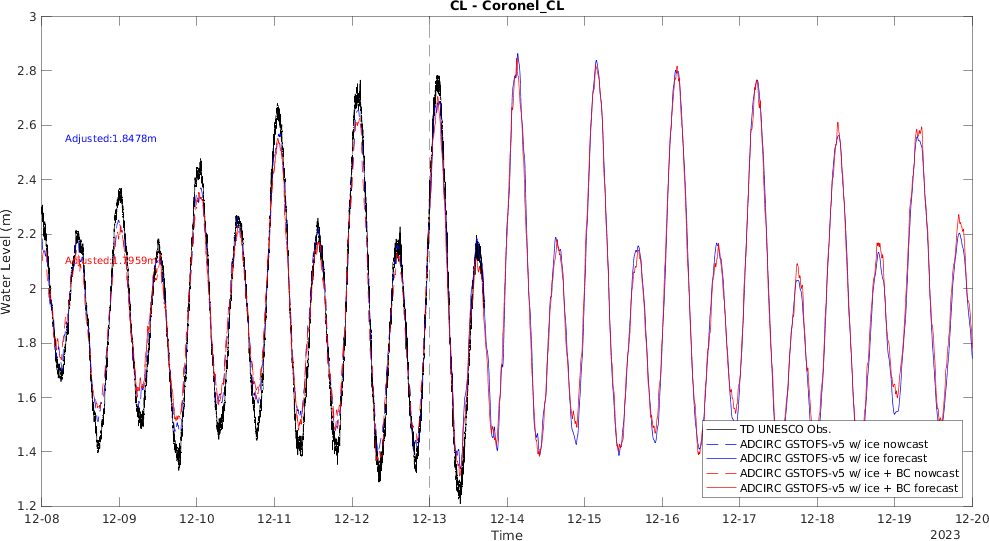 CL - Coronel_CL
3
2.8
2.6
2.4
2.2
2
1.8
1.6
1.4
1.2
Water Level (m)
Adjusted:1.8478m
Adjusted:1.7959m
12-08
12-09
12-10
12-11
12-12
12-13
12-14
12-15
12-16
12-17
12-18
12-19
12-20
Time
2023
TD UNESCO Obs.
ADCIRC GSTOFS-v5 w/ ice nowcast
ADCIRC GSTOFS-v5 w/ ice forecast
ADCIRC GSTOFS-v5 w/ ice + BC nowcast
ADCIRC GSTOFS-v5 w/ ice + BC forecast